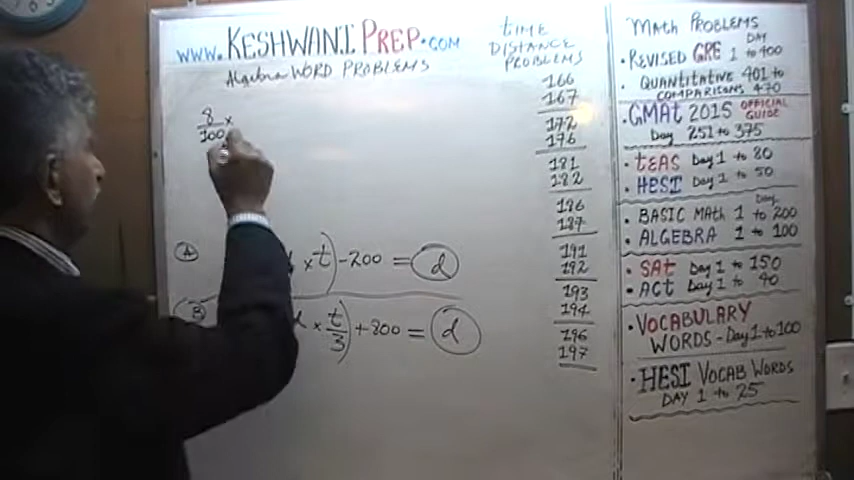 www.KESHWANI PREP.COM
Algebra WORD PROBLEMS
8/100 x
A
x t) - 200 = d
B
x t/3) + 800 = d
TIME
DISTANCE
PROBLEMS
166
167
172
176
181
182
186
187
191
192
193
194
196
197
Math PROBLEMS
• REVISED GRE DAY 1 to 400
• QUANTITATIVE 401 to
COMPARISONS 470
• GMAT 2015 OFFICIAL GUIDE
Day 251 to 375
• TEAS Day 1 to 80
• HESI Day 1 to 50
Day
• BASIC MATH 1 to 200
• ALGEBRA 1 to 100
• SAT Day 1 to 150
• ACT Day 1 to 90
• VOCABULARY
WORDS - Day 1 to 100
• HESI VOCAB WORDS
DAY 1 to 25